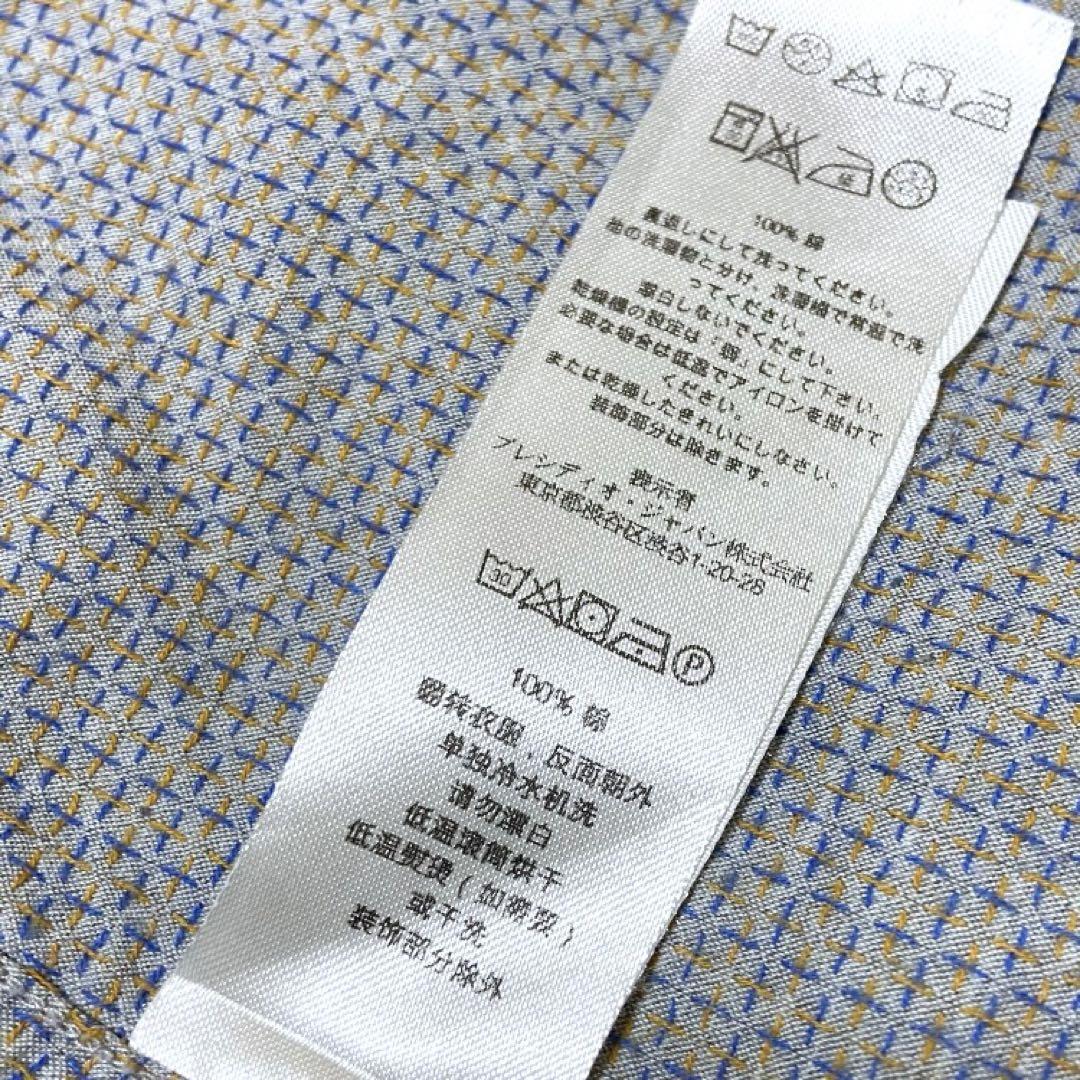 100% 綿
裏返しにして洗ってください。
他の洗濯物と分け、洗濯機で常温で洗
ってください。
漂白しないでください。
乾燥機の設定は「弱」にして下さい。
必要な場合は低温でアイロンを掛けて
ください。
または乾燥したきれいにしなさい。
装飾部分は除きます。
表示者
プレシディオ・ジャパン株式会社
東京都渋谷区渋谷1-20-28
30
P
100% 棉
翻转衣服，反面朝外
单独冷水机洗
请勿漂白
低温滚筒烘干
低温熨烫（如需要）
或干洗
装饰部分除外